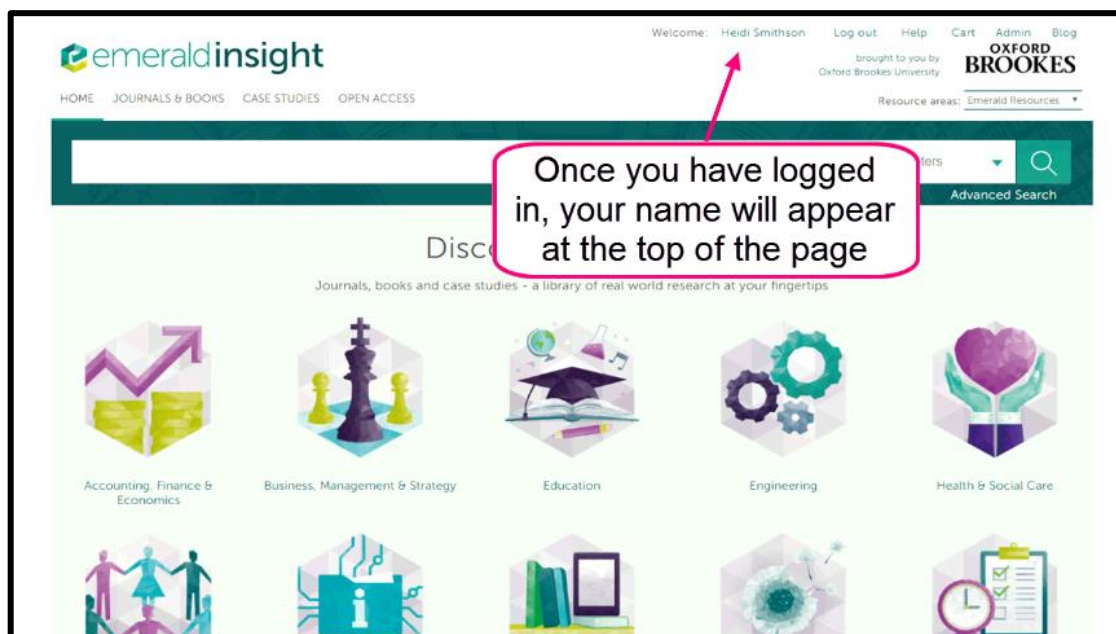 Welcome: Heidi Smithson Log out Help Cart Admin Blog
emeraldinsight
brought to you by
Oxford Brookes University
OXFORD
BROOKES
HOME JOURNALS & BOOKS CASE STUDIES OPEN ACCESS
Resource areas: Emerald Resources
Once you have logged
in, your name will appear
at the top of the page
Advanced Search
Journals, books and case studies - a library of real world research at your fingertips
Accounting, Finance &
Economics
Business, Management & Strategy
Education
Engineering
Health & Social Care